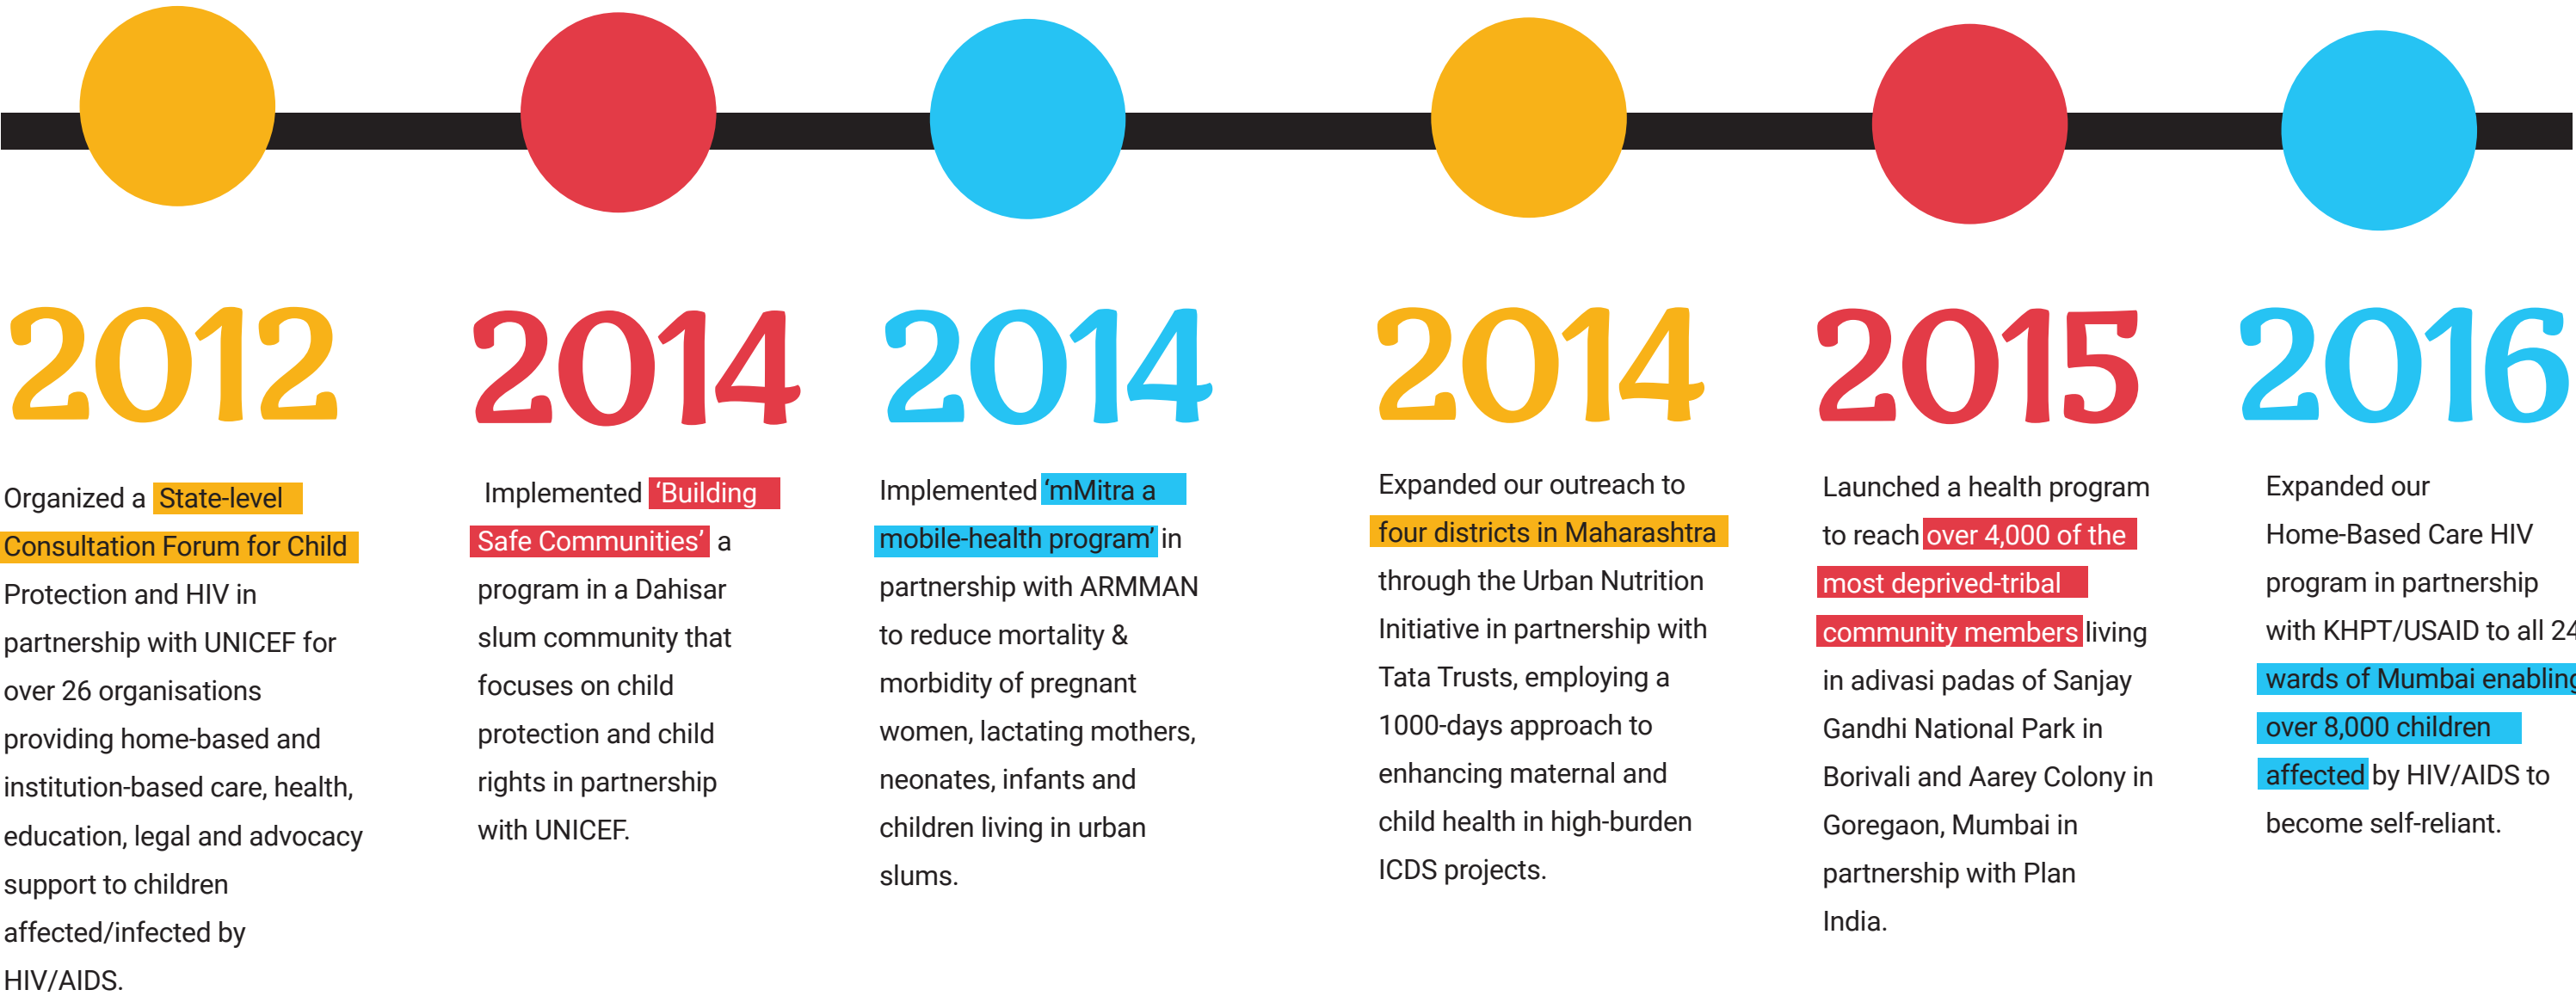 2012
Organized a State-level
Consultation Forum for Child
Protection and HIV in
partnership with UNICEF for
over 26 organisations
providing home-based and
institution-based care, health,
education, legal and advocacy
support to children
affected/infected by
HIV/AIDS.
2014
Implemented ‘Building
Safe Communities’ a
program in a Dahisar
slum community that
focuses on child
protection and child
rights in partnership
with UNICEF.
2014
Implemented ‘mMitra a
mobile-health program’ in
partnership with ARMMAN
to reduce mortality &
morbidity of pregnant
women, lactating mothers,
neonates, infants and
children living in urban
slums.
2014
Expanded our outreach to
four districts in Maharashtra
through the Urban Nutrition
Initiative in partnership with
Tata Trusts, employing a
1000-days approach to
enhancing maternal and
child health in high-burden
ICDS projects.
2015
Launched a health program
to reach over 4,000 of the
most deprived-tribal
community members living
in adivasi padas of Sanjay
Gandhi National Park in
Borivali and Aarey Colony in
Goregaon, Mumbai in
partnership with Plan
India.
2016
Expanded our
Home-Based Care HIV
program in partnership
with KHPT/USAID to all 24
wards of Mumbai enabling
over 8,000 children
affected by HIV/AIDS to
become self-reliant.